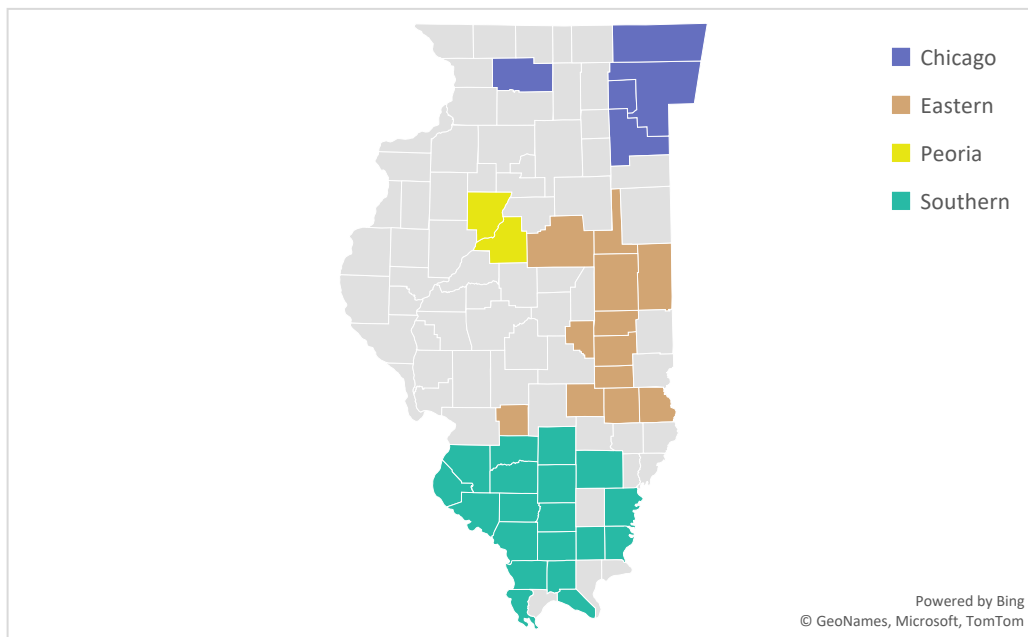 Chicago
Eastern
Peoria
Southern
Powered by Bing
© GeoNames, Microsoft, TomTom